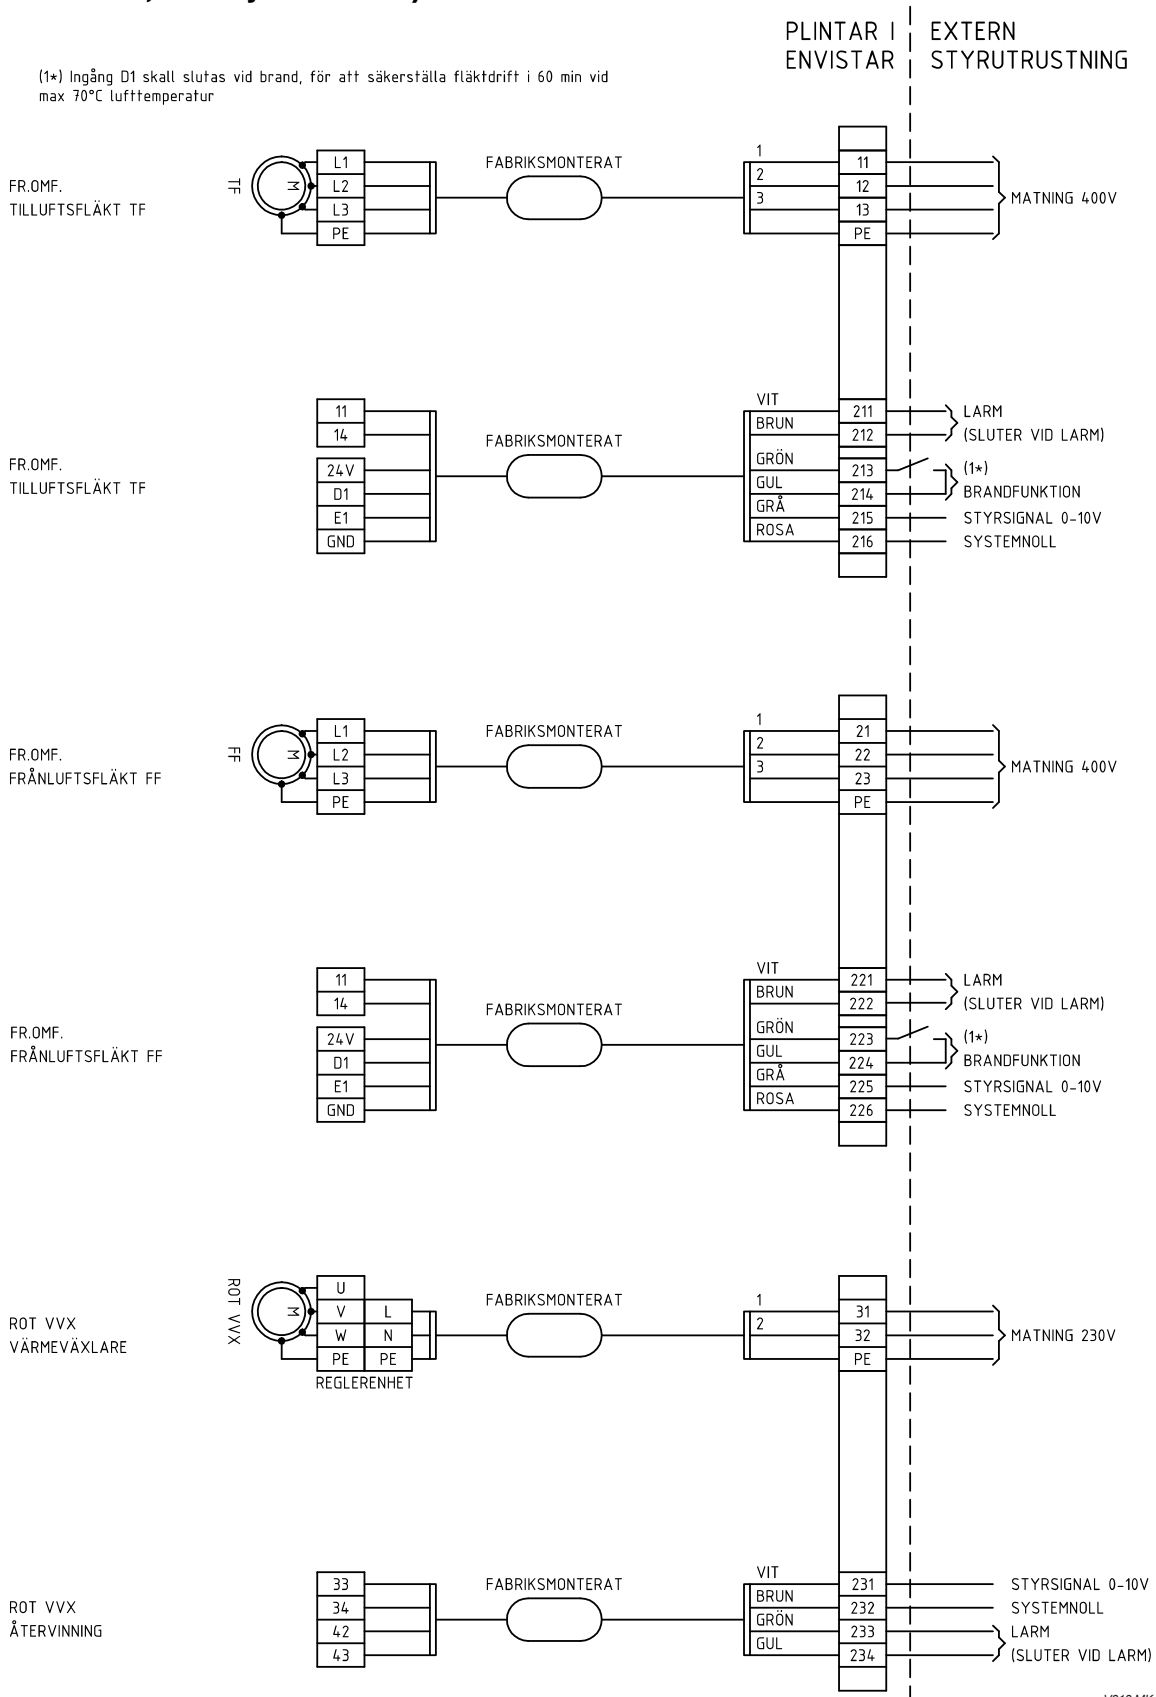 PLINTAR I
ENVISTAR
EXTERN
STYRUTRUSTNING
(1*) Ingång D1 skall slutas vid brand, för att säkerställa fläktdrift i 60 min vid
max 70°C lufttemperatur
FR.OMF.
TILLUFTSFLÄKT TF
TF
M
L1
L2
L3
PE
FABRIKSMONTERAT
1
2
3
11
12
13
PE
MATNING 400V
FR.OMF.
TILLUFTSFLÄKT TF
11
14
24V
D1
E1
GND
FABRIKSMONTERAT
VIT
BRUN
GRÖN
GUL
GRÅ
ROSA
211
212
213
214
215
216
LARM
(SLUTER VID LARM)
(1*)
BRANDFUNKTION
STYRSIGNAL 0-10V
SYSTEMNOLL
FR.OMF.
FRÅNLUFTSFLÄKT FF
FF
M
L1
L2
L3
PE
FABRIKSMONTERAT
1
2
3
21
22
23
PE
MATNING 400V
FR.OMF.
FRÅNLUFTSFLÄKT FF
11
14
24V
D1
E1
GND
FABRIKSMONTERAT
VIT
BRUN
GRÖN
GUL
GRÅ
ROSA
221
222
223
224
225
226
LARM
(SLUTER VID LARM)
(1*)
BRANDFUNKTION
STYRSIGNAL 0-10V
SYSTEMNOLL
ROT VVX
VÄRMEVÄXLARE
ROT VVX
M
U
V L
W N
PE PE
REGLERENHET
FABRIKSMONTERAT
1
2
31
32
PE
MATNING 230V
ROT VVX
ÅTERVINNING
33
34
42
43
FABRIKSMONTERAT
VIT
BRUN
GRÖN
GUL
231
232
233
234
STYRSIGNAL 0-10V
SYSTEMNOLL
LARM
(SLUTER VID LARM)